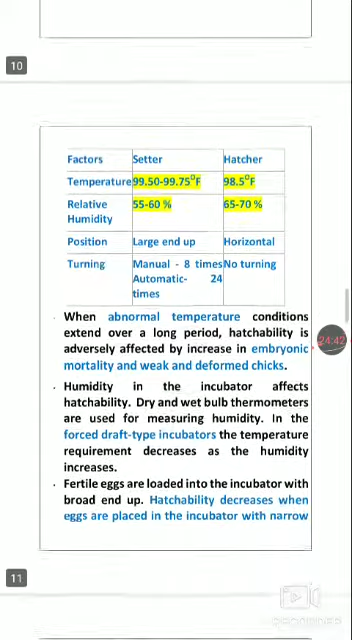 10
Factors Setter Hatcher
Temperature 99.50-99.75°F 98.5°F
Relative 55-60 % 65-70 %
Humidity
Position Large end up Horizontal
Turning Manual - 8 times No turning
Automatic- 24
times
· When abnormal temperature conditions
extend over a long period, hatchability is
adversely affected by increase in embryonic
mortality and weak and deformed chicks.
24:42
· Humidity in the incubator affects
hatchability. Dry and wet bulb thermometers
are used for measuring humidity. In the
forced draft-type incubators the temperature
requirement decreases as the humidity
increases.
· Fertile eggs are loaded into the incubator with
broad end up. Hatchability decreases when
eggs are placed in the incubator with narrow
11